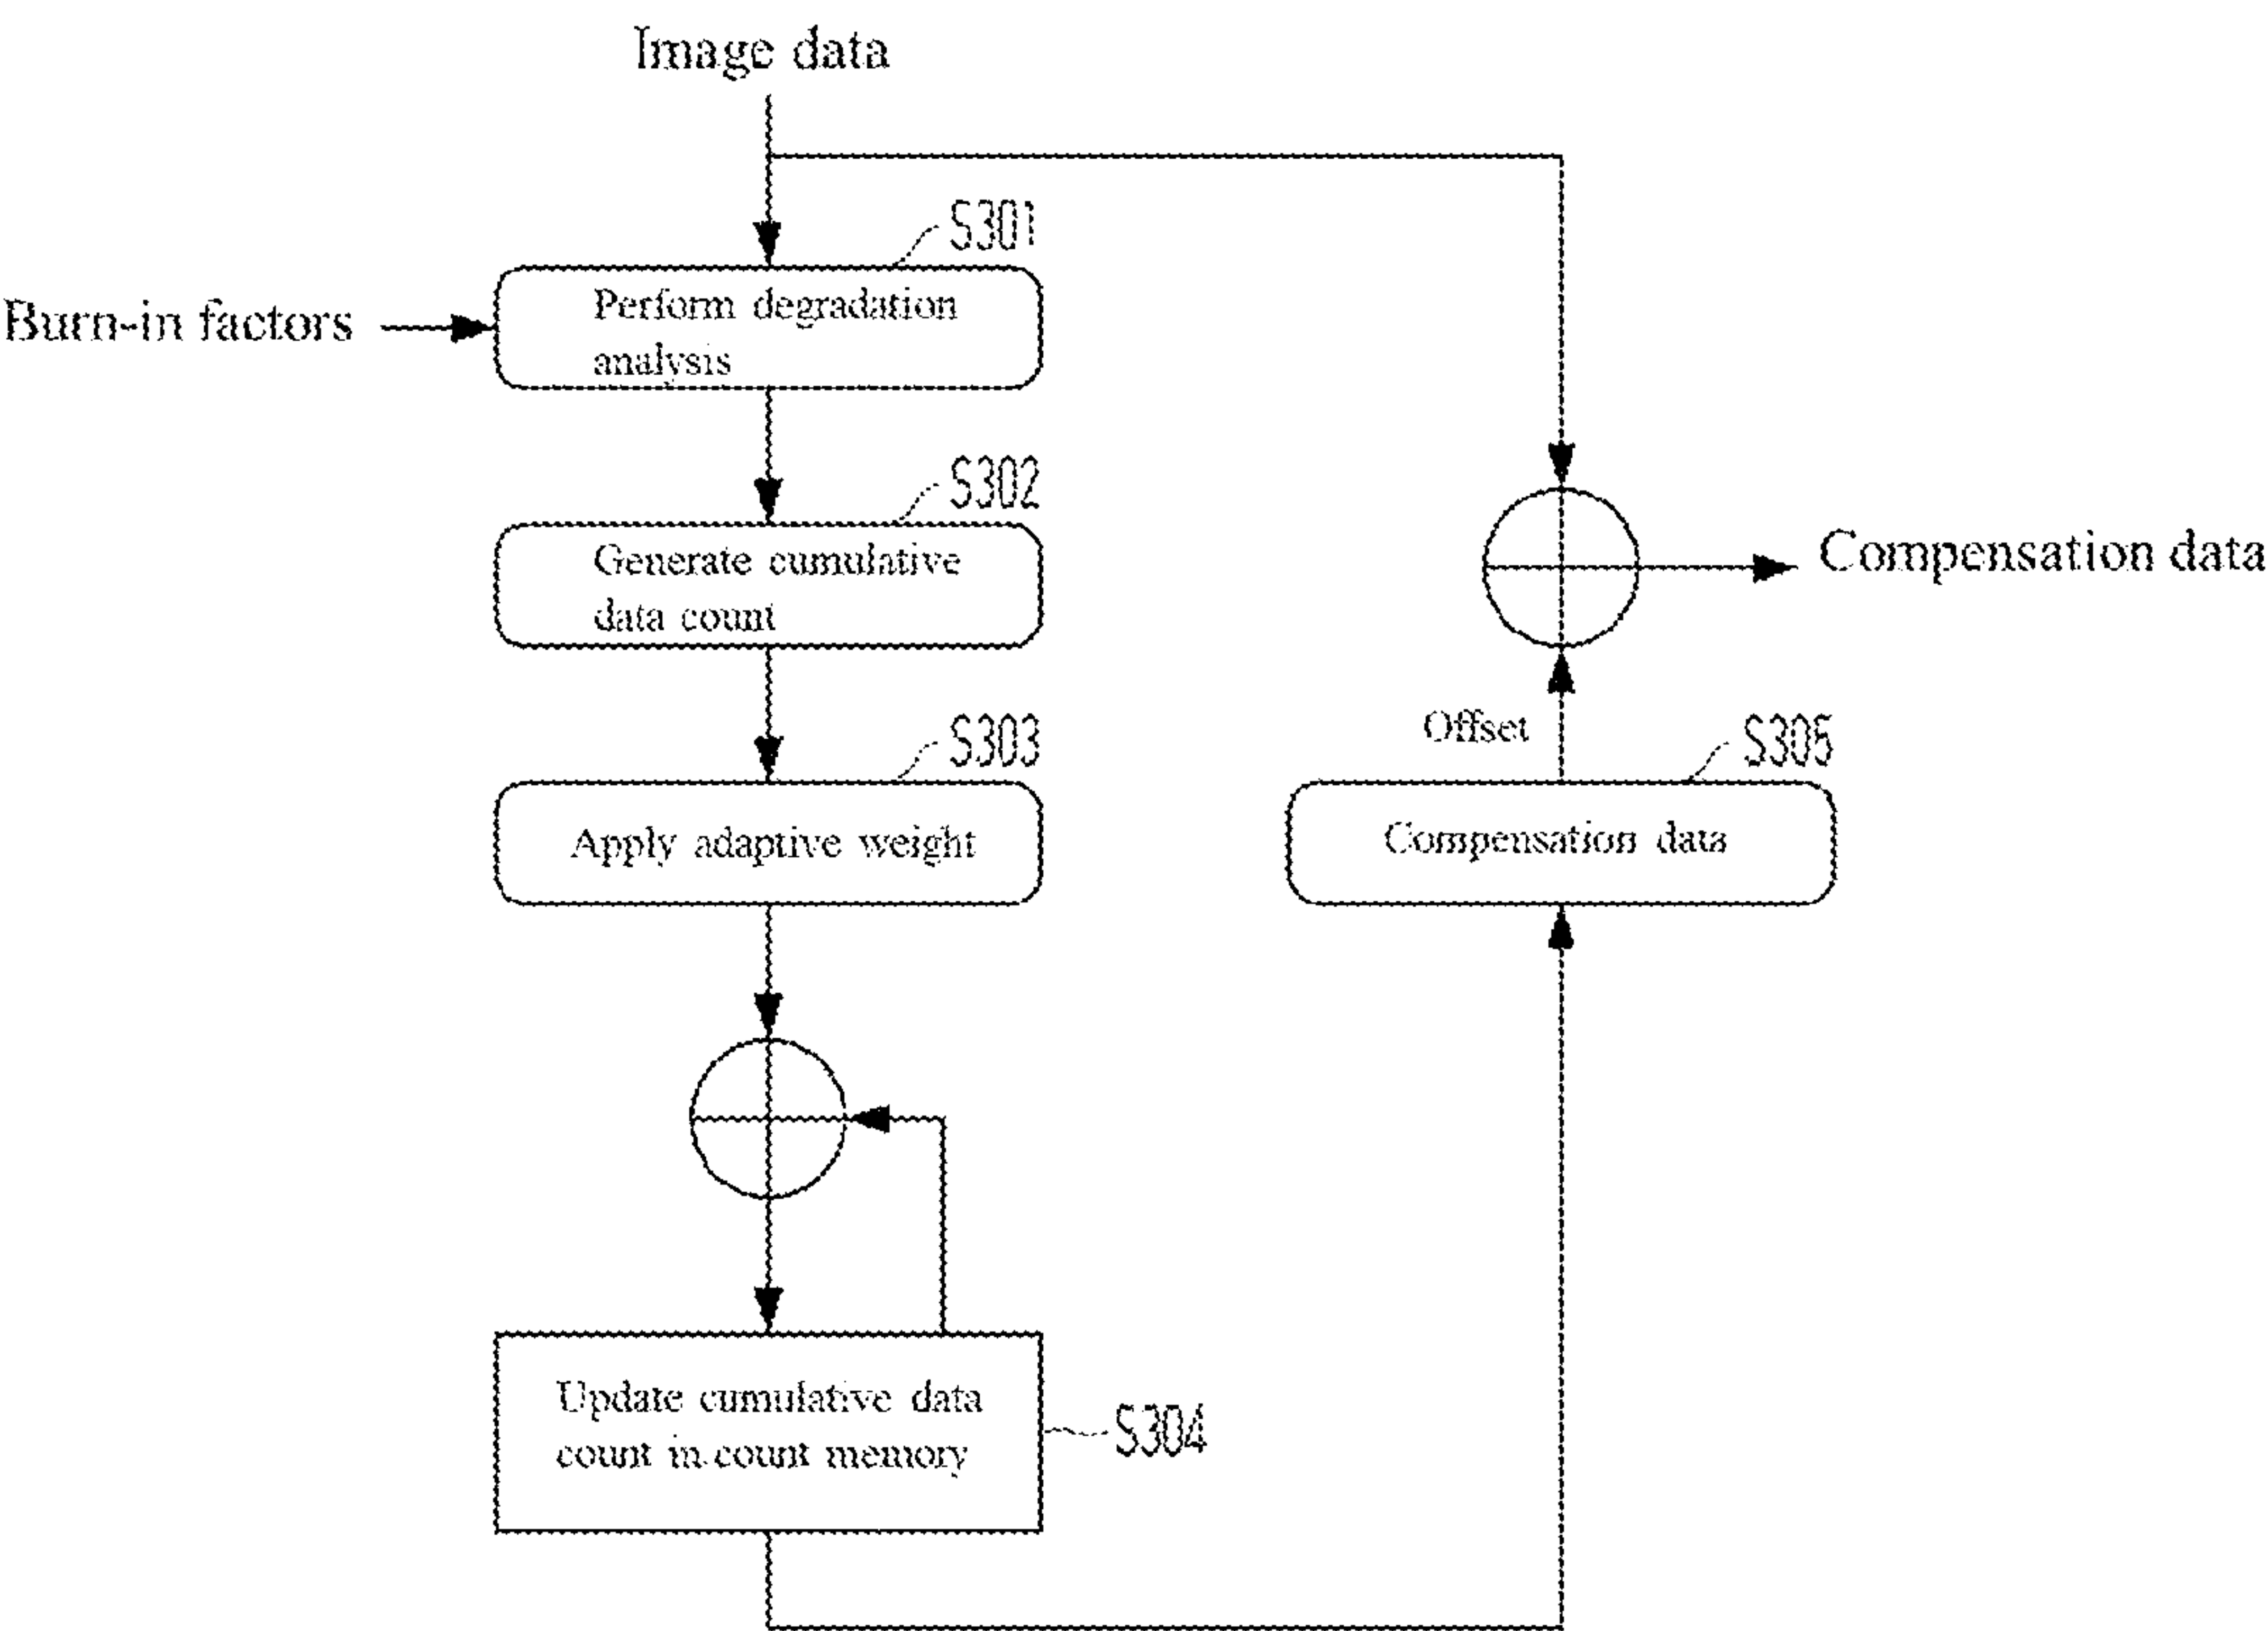 Image data
S301
Burn-in factors
Perform degradation
analysis
S302
Generate cumulative
data count
Compensation data
S303
Offset
S305
Apply adaptive weight
Compensation data
Update cumulative data
count in count memory
S304